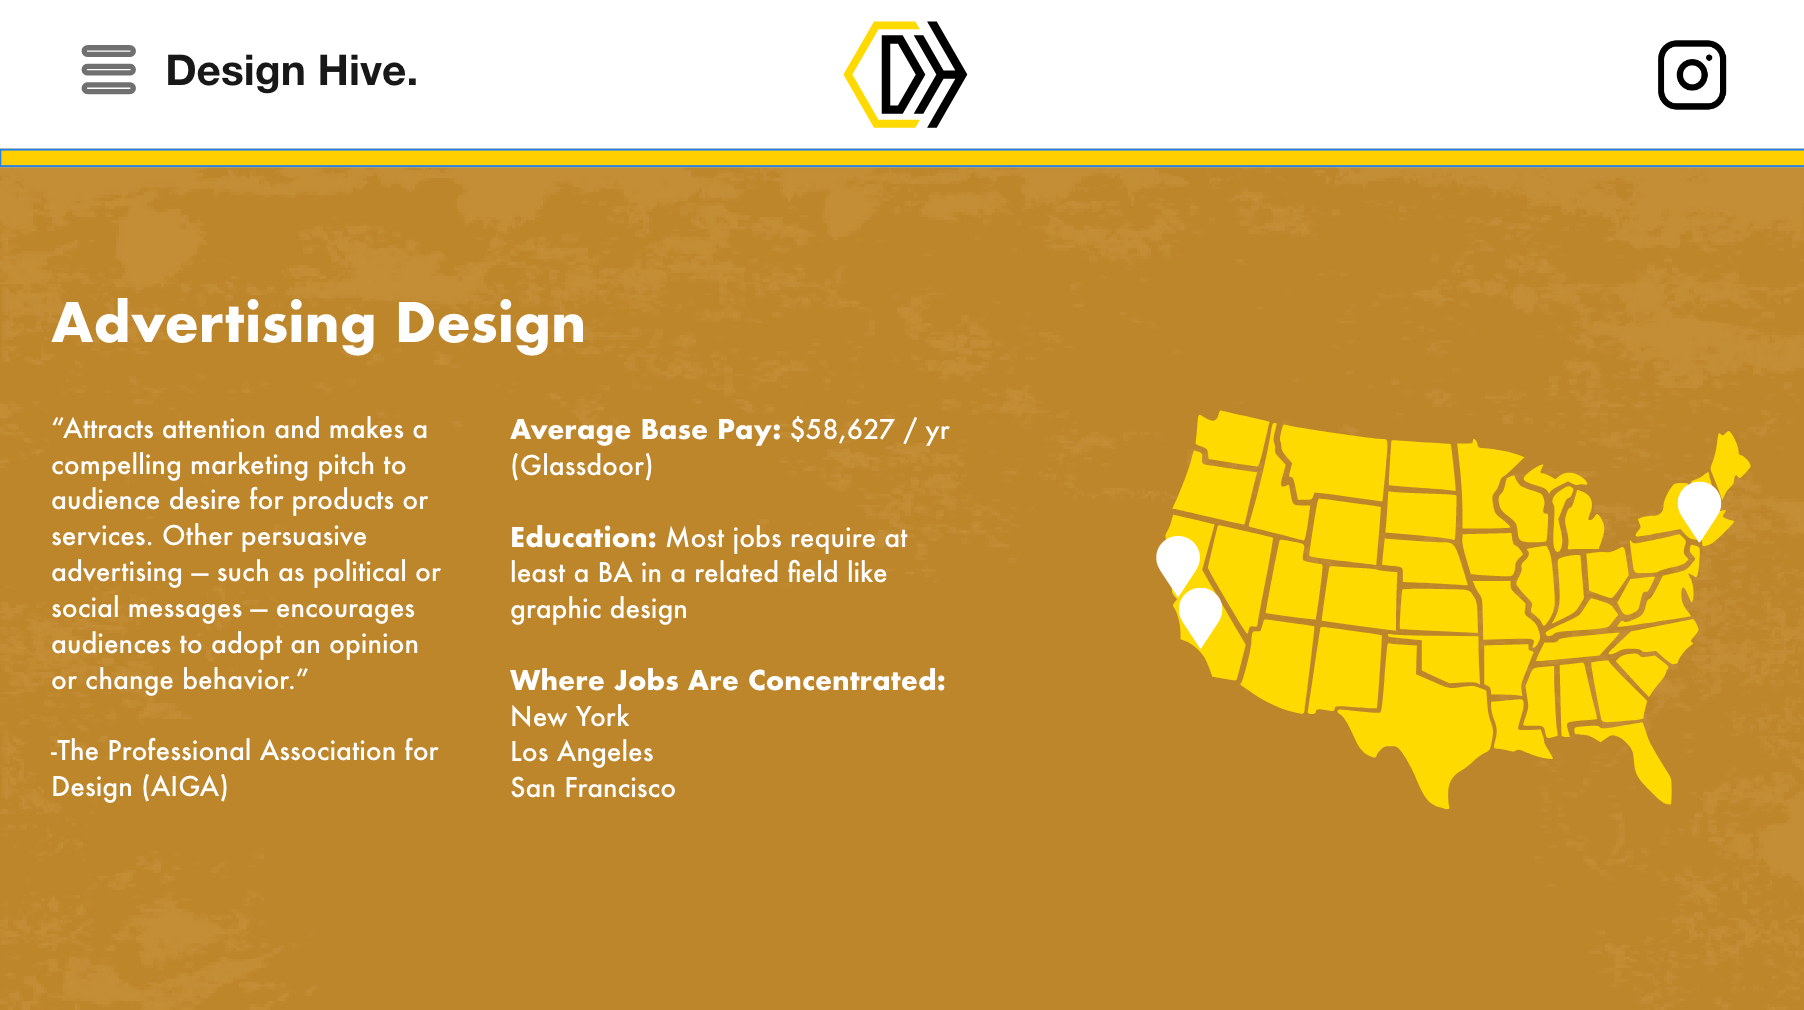 Design Hive.
DH
Advertising Design
“Attracts attention and makes a
compelling marketing pitch to
audience desire for products or
services. Other persuasive
advertising – such as political or
social messages – encourages
audiences to adopt an opinion
or change behavior.”
-The Professional Association for
Design (AIGA)
Average Base Pay: $58,627 / yr
(Glassdoor)
Education: Most jobs require at
least a BA in a related field like
graphic design
Where Jobs Are Concentrated:
New York
Los Angeles
San Francisco